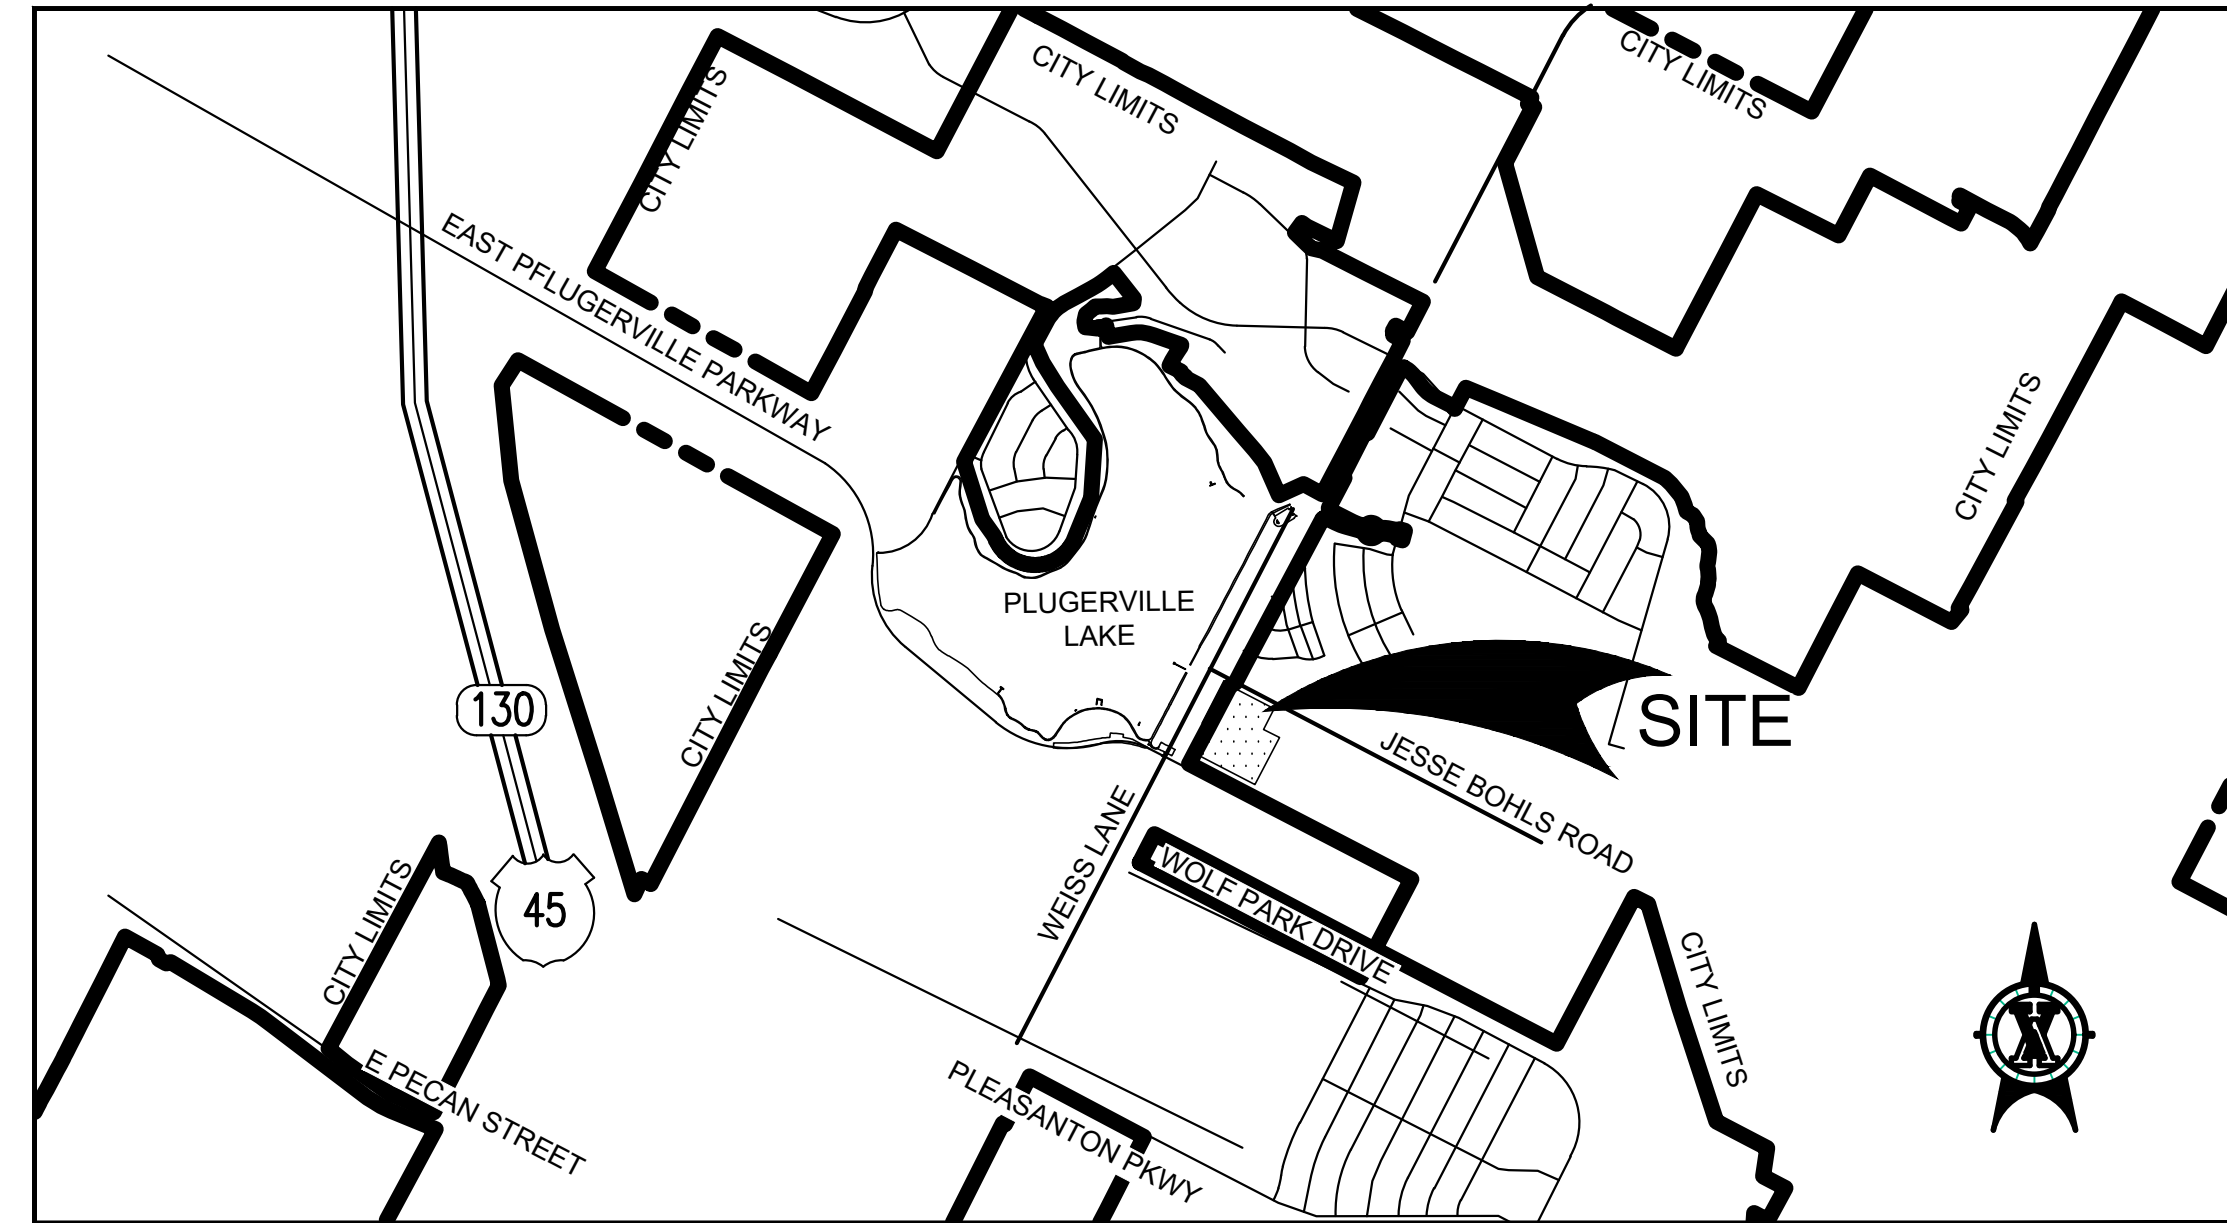 CITY LIMITS
CITY LIMITS
CITY LIMITS
EAST PFLUGERVILLE PARKWAY
CITY LIMITS
PLUGERVILLE
LAKE
CITY LIMITS
130
SITE
JESSE BOHLS ROAD
WEISS LANE
WOLF PARK DRIVE
CITY LIMITS
45
CITY LIMITS
E PECAN STREET
PLEASANTON PKWY